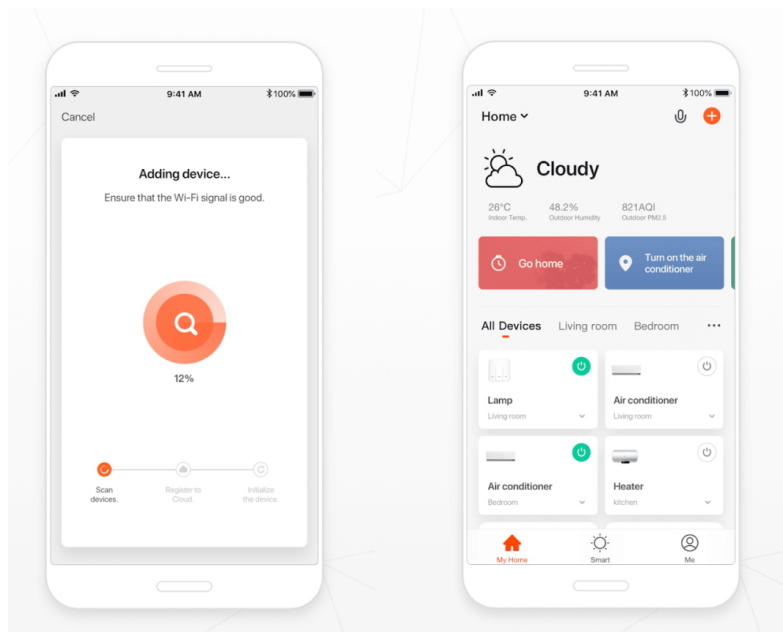 9:41 AM
100%
Cancel
Adding device...
Ensure that the Wi-Fi signal is good.
12%
Scan
devices.
Register to
Cloud.
Initialize
the device.
9:41 AM
100%
Home
Cloudy
26°C
48.2%
821AQI
Indoor Temp.
Outdoor Humidity
Outdoor PM2.5
Go home
Turn on the air
conditioner
All Devices
Living room
Bedroom
Lamp
Living room
Air conditioner
Living room
Air conditioner
Bedroom
Heater
kitchen
My Home
Smart
Me